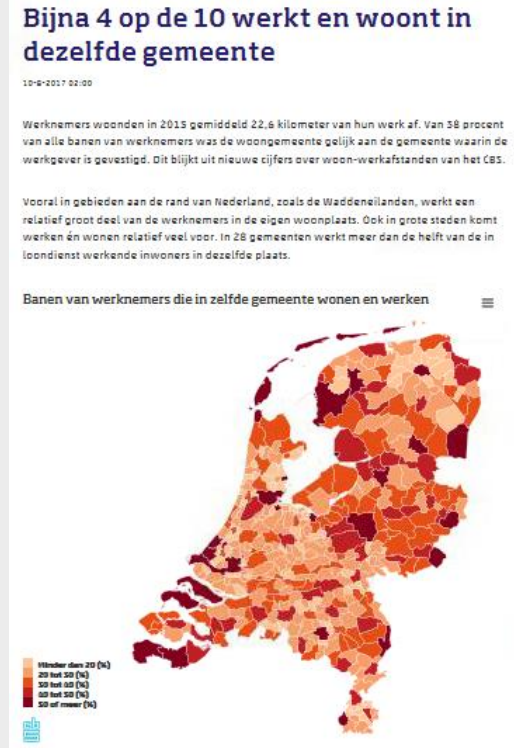 Bijna 4 op de 10 werkt en woont in
dezelfde gemeente
10-6-2017 02:00
Werknemers woonden in 2015 gemiddeld 22,6 kilometer van hun werk af. Van 38 procent
van alle banen van werknemers was de woongemeente gelijk aan de gemeente waarin de
werkgever is gevestigd. Dit blijkt uit nieuwe cijfers over woon-werkafstanden van het CBS.
Vooral in gebieden aan de rand van Nederland, zoals de Waddeneilanden, werkt een
relatief groot deel van de werknemers in de eigen woonplaats. Ook in grote steden komt
werken én wonen relatief veel voor. In 28 gemeenten werkt meer dan de helft van de in
loondienst werkende inwoners in dezelfde plaats.
Banen van werknemers die in zelfde gemeente wonen en werken
Minder dan 20 (%)
20 tot 30 (%)
30 tot 40 (%)
40 tot 50 (%)
50 of meer (%)
cbs